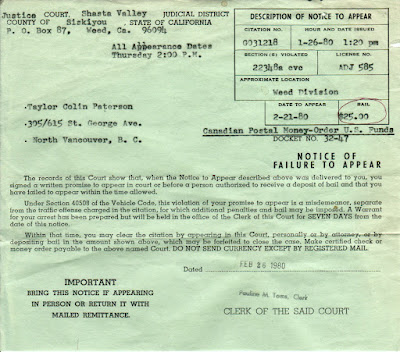 Justice COURT, Shasta Valley JUDICIAL DISTRICT
COUNTY OF Siskiyou , STATE OF CALIFORNIA
P. O. Box 87, Weed, Ca. 96094
All Appearance Dates
Thursday 2:00 P.M.
DESCRIPTION OF NOTICE TO APPEAR
CITATION NO. HOUR AND DATE ISSUED
0031218 1-26-80 1:20 pm
SECTION(S) VIOLATED LICENSE NO.
22348a cvc ADJ 585
APPROXIMATE LOCATION
Weed Division
DATE TO APPEAR BAIL
2-21-80 $25.00
Canadian Postal Money-Order U.S. Funds
DOCKET NO. 32-47
Taylor Colin Paterson
395/615 St. George Ave.
North Vancouver, B. C.
NOTICE OF
FAILURE TO APPEAR
The records of this Court show that, when the Notice to Appear described above was delivered to you, you
signed a written promise to appear in court or before a person authorized to receive a deposit of bail and that you
have failed to appear within the time allowed.
Under Section 40508 of the Vehicle Code, this violation of your promise to appear is a misdemeanor, separate
from the traffic offense charged in the citation, for which additional penalties and bail may be imposed. A Warrant
for your arrest has been prepared but will be held in the office of the Clerk of this Court for SEVEN DAYS from the
date of this notice.
Within that time, you may clear the citation by appearing in this Court, personally or by attorney, or by
depositing bail in the amount shown above, which may be forfeited to close the case. Make certified check or
money order payable to the above named Court. DO NOT SEND CURRENCY EXCEPT BY REGISTERED MAIL.
Dated FEB 26 1980
IMPORTANT
BRING THIS NOTICE IF APPEARING
IN PERSON OR RETURN IT WITH
MAILED REMITTANCE.
Pauline M. Toms, Clerk
CLERK OF THE SAID COURT